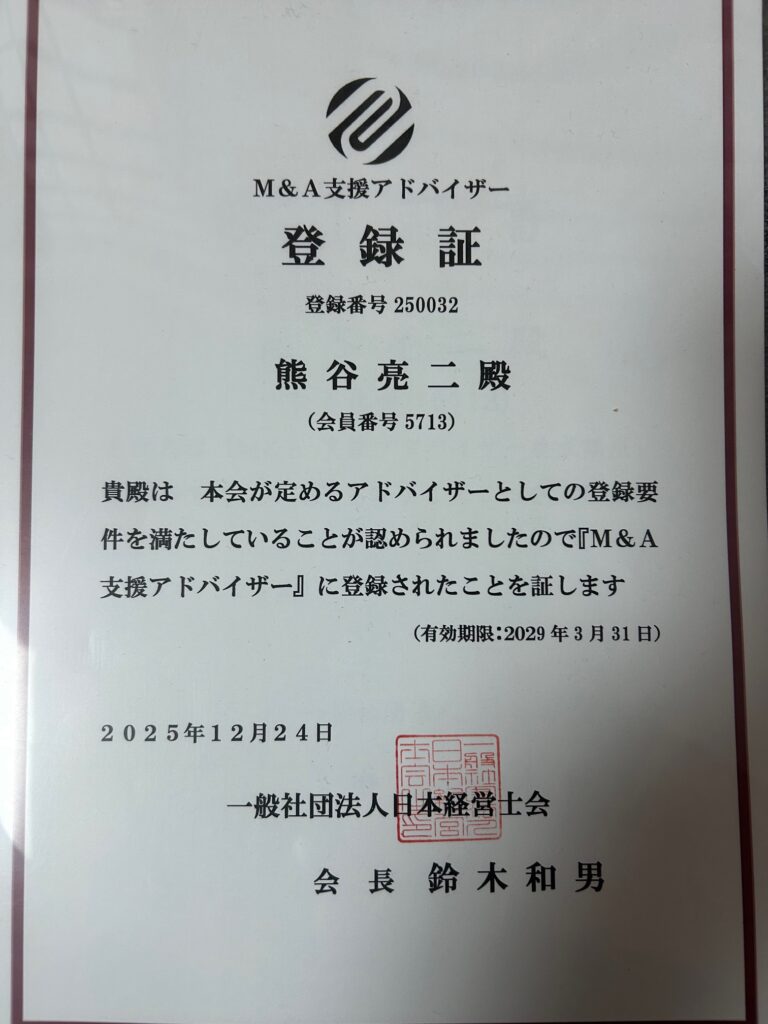 M&A支援アドバイザー
登録証
登録番号 250032
熊谷亮二殿
（会員番号 5713）
貴殿は　本会が定めるアドバイザーとしての登録要
件を満たしていることが認められましたので『M&A
支援アドバイザー』に登録されたことを証します
（有効期限：2029 年 3 月 31 日）
２０２５年１２月２４日
一般社団法人日本経営士会
会長 鈴木和男